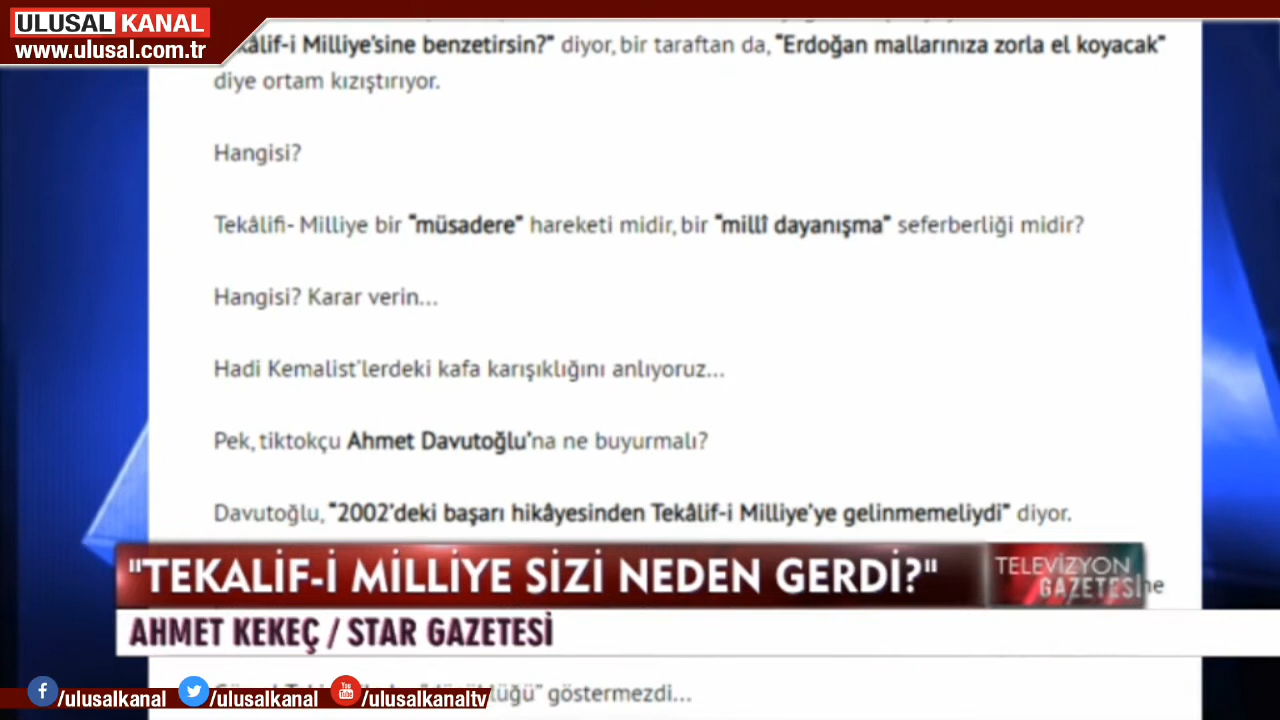 ULUSAL KANAL
www.ulusal.com.tr
Milliye'sine benzetirsin?" diyor, bir taraftan da, "Erdoğan mallarınıza zorla el koyacak"
diye ortam kızıştırıyor.
Hangisi?
Tekâlifi- Milliye bir "müsadere" hareketi midir, bir "millî dayanışma" seferberliği midir?
Hangisi? Karar verin...
Hadi Kemalist'lerdeki kafa karışıklığını anlıyoruz...
Pek, tiktokçu Ahmet Davutoğlu'na ne buyurmalı?
Davutoğlu, "2002'deki başarı hikâyesinden Tekâlif-i Milliye'ye gelinmemeliydi" diyor.
"TEKALİF-İ MİLLİYE SİZİ NEDEN GERDİ?"
TELEVİZYON
GAZETESİ
AHMET KEKEÇ / STAR GAZETESİ
göstermezdi...
/ulusalkanal
/ulusalkanal
You Tube
/ulusalkanaltv